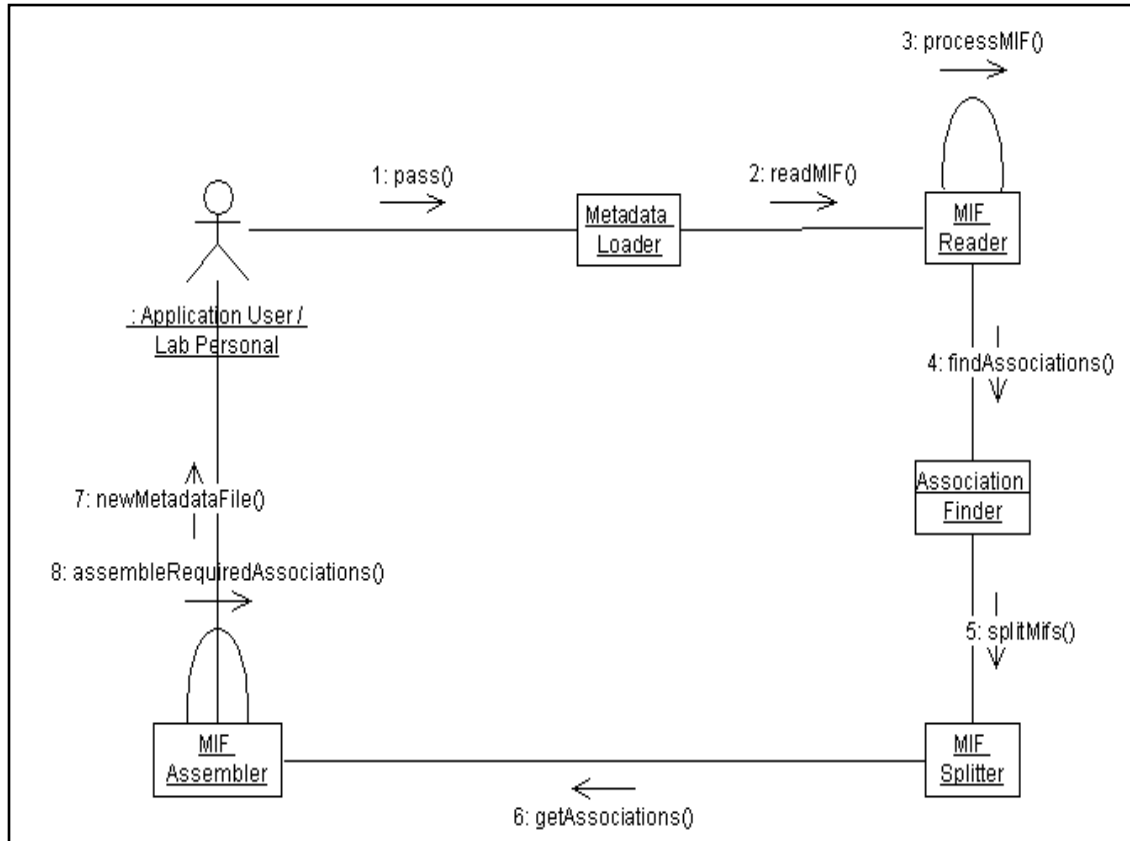 3: processMIF()
1: pass()
2: readMIF()
Metadata
Loader
MIF
Reader
: Application User /
Lab Personal
4: findAssociations()
Association
Finder
7: newMetadataFile()
8: assembleRequiredAssociations()
5: splitMifs()
MIF
Assembler
MIF
Splitter
6: getAssociations()